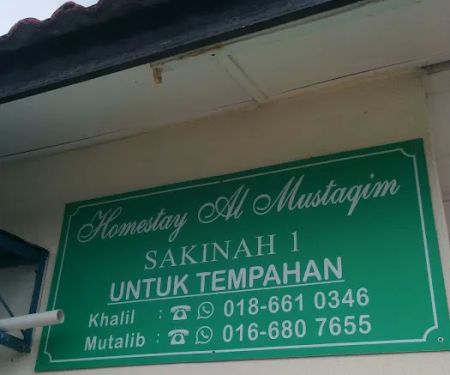 Homestay Al Mustaqim
SAKINAH 1
UNTUK TEMPAHAN
Khalil : 018-661 0346
Mutalib : 016-680 7655